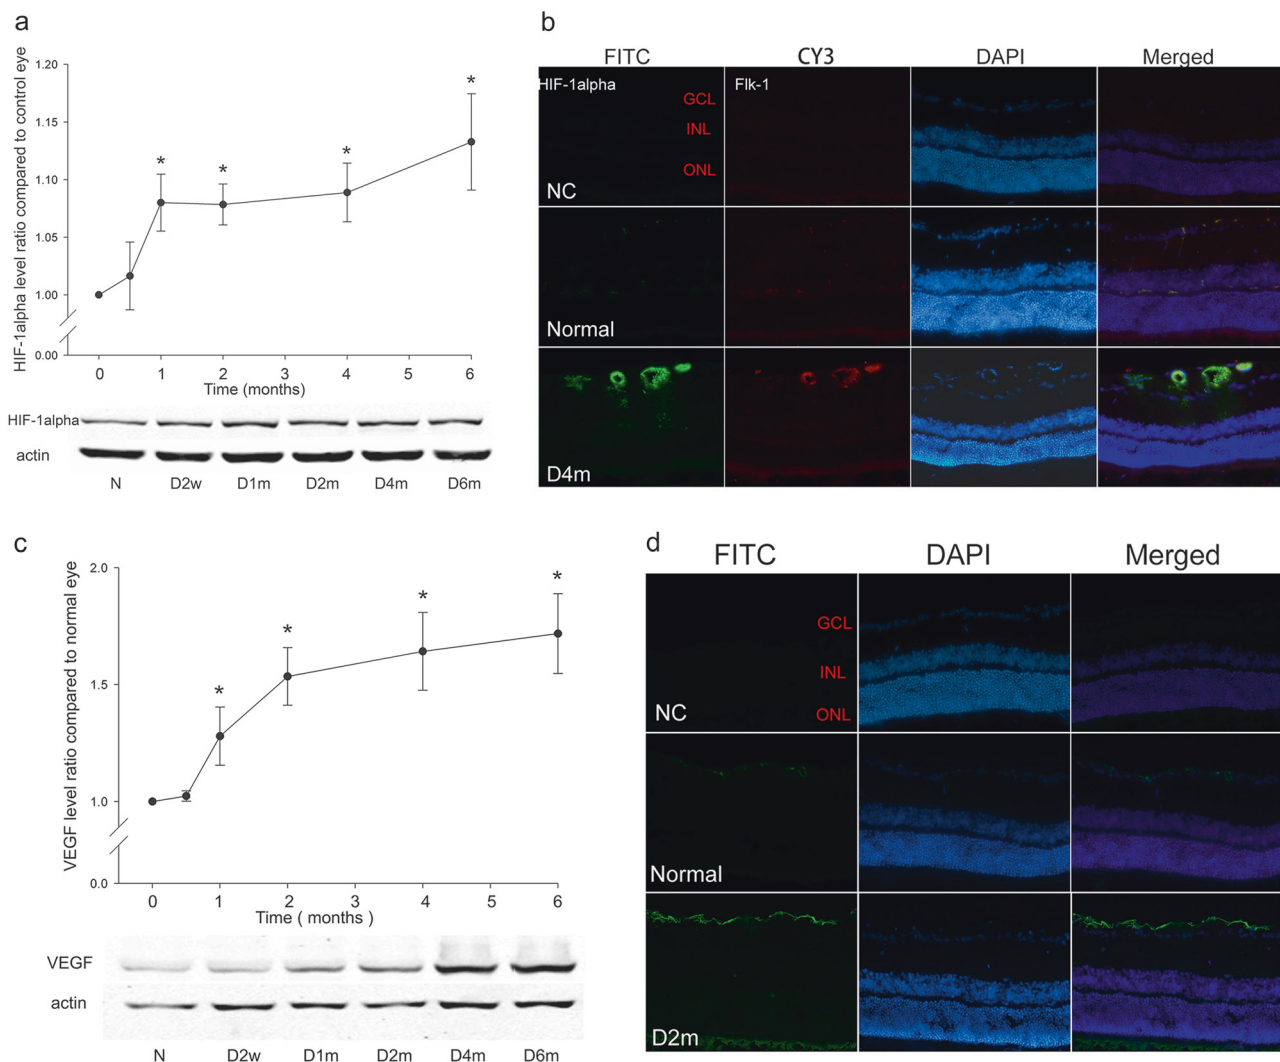 a
HIF-1alpha level ratio compared to control eye
1.20
1.15
1.10
1.05
1.00
0.00
*
*
*
*
0 1 2 3 4 5 6
Time (months)
HIF-1alpha
actin
N D2w D1m D2m D4m D6m
b
FITC CY3 DAPI Merged
HIF-1alpha Flk-1
GCL
INL
ONL
NC
Normal
D4m
c
VEGF level ratio compared to normal eye
2.0
1.5
1.0
0.0
*
*
*
*
0 1 2 3 4 5 6
Time ( months )
VEGF
actin
N D2w D1m D2m D4m D6m
d
FITC DAPI Merged
GCL
INL
ONL
NC
Normal
D2m